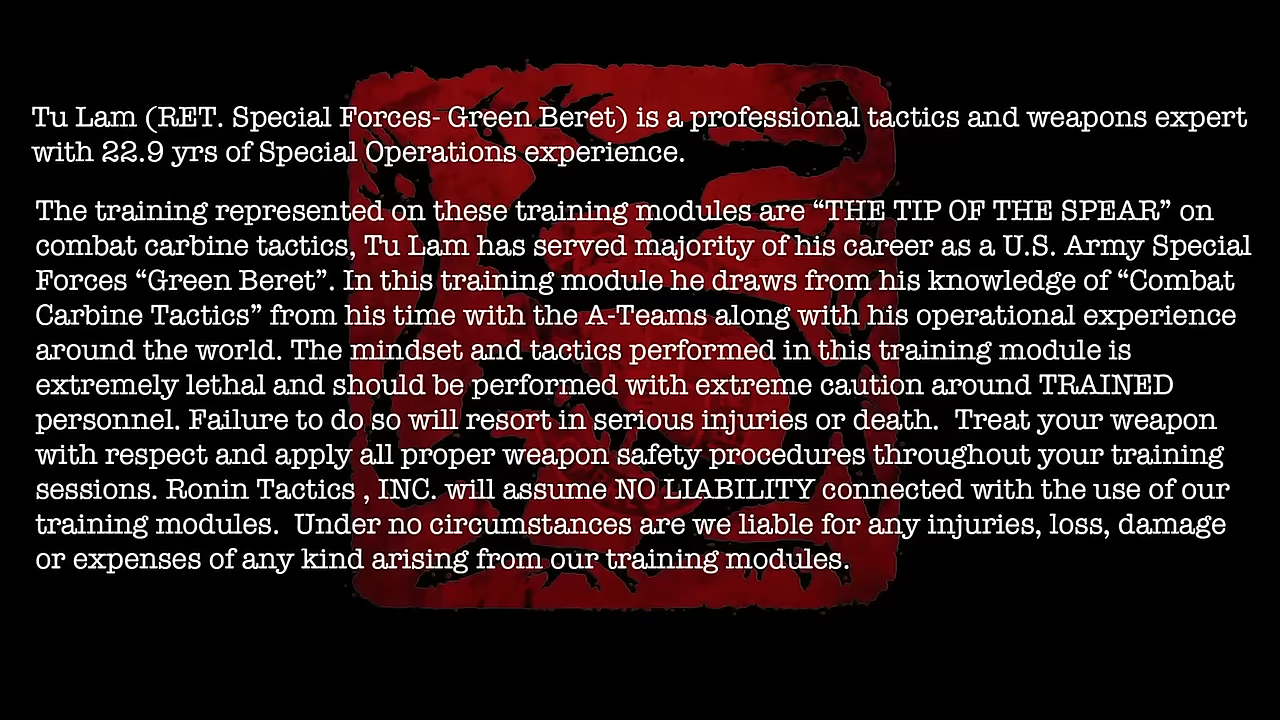 Tu Lam (RET. Special Forces- Green Beret) is a professional tactics and weapons expert
with 22.9 yrs of Special Operations experience.
The training represented on these training modules are “THE TIP OF THE SPEAR” on
combat carbine tactics, Tu Lam has served majority of his career as a U.S. Army Special
Forces “Green Beret”. In this training module he draws from his knowledge of “Combat
Carbine Tactics” from his time with the A-Teams along with his operational experience
around the world. The mindset and tactics performed in this training module is
extremely lethal and should be performed with extreme caution around TRAINED
personnel. Failure to do so will resort in serious injuries or death.  Treat your weapon
with respect and apply all proper weapon safety procedures throughout your training
sessions. Ronin Tactics , INC. will assume NO LIABILITY connected with the use of our
training modules.  Under no circumstances are we liable for any injuries, loss, damage
or expenses of any kind arising from our training modules.